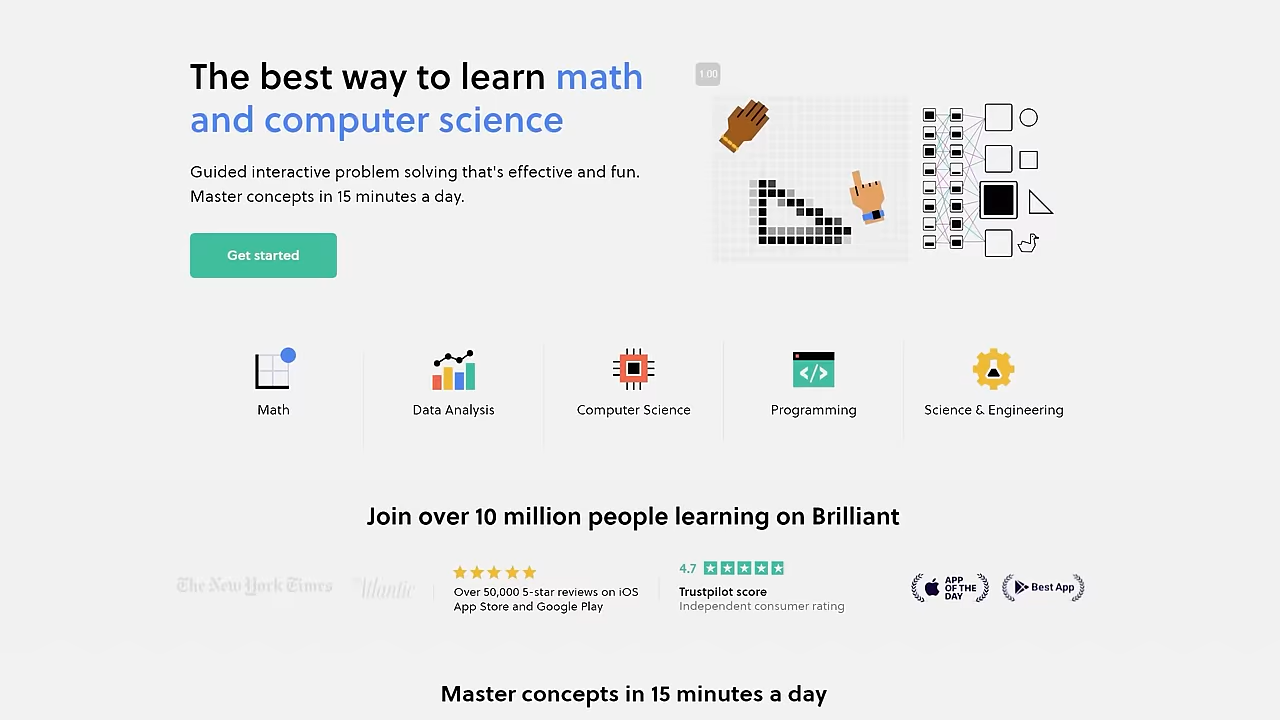 The best way to learn math
and computer science
Guided interactive problem solving that's effective and fun.
Master concepts in 15 minutes a day.
Get started
1.00
Math
Data Analysis
Computer Science
Programming
Science & Engineering
Join over 10 million people learning on Brilliant
The New York Times
Atlantic
Over 50,000 5-star reviews on iOS
App Store and Google Play
4.7
Trustpilot score
Independent consumer rating
APP
OF THE
DAY
Best App
Master concepts in 15 minutes a day